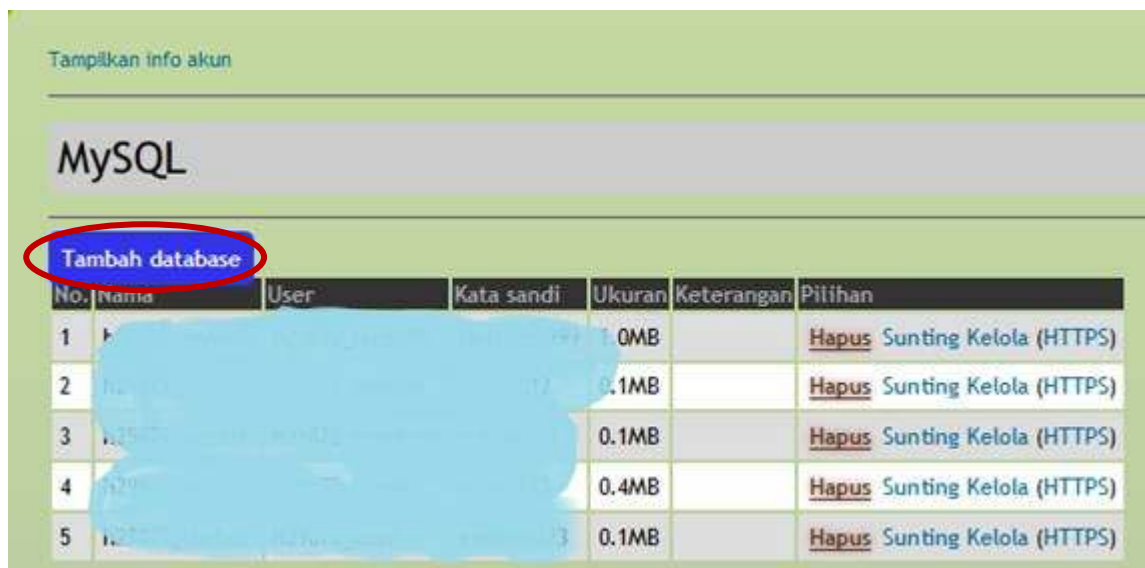 Tampilkan info akun
MySQL
Tambah database
No. Nama User Kata sandi Ukuran Keterangan Pilihan
1 1.0MB Hapus Sunting Kelola (HTTPS)
2 0.1MB Hapus Sunting Kelola (HTTPS)
3 0.1MB Hapus Sunting Kelola (HTTPS)
4 0.4MB Hapus Sunting Kelola (HTTPS)
5 0.1MB Hapus Sunting Kelola (HTTPS)